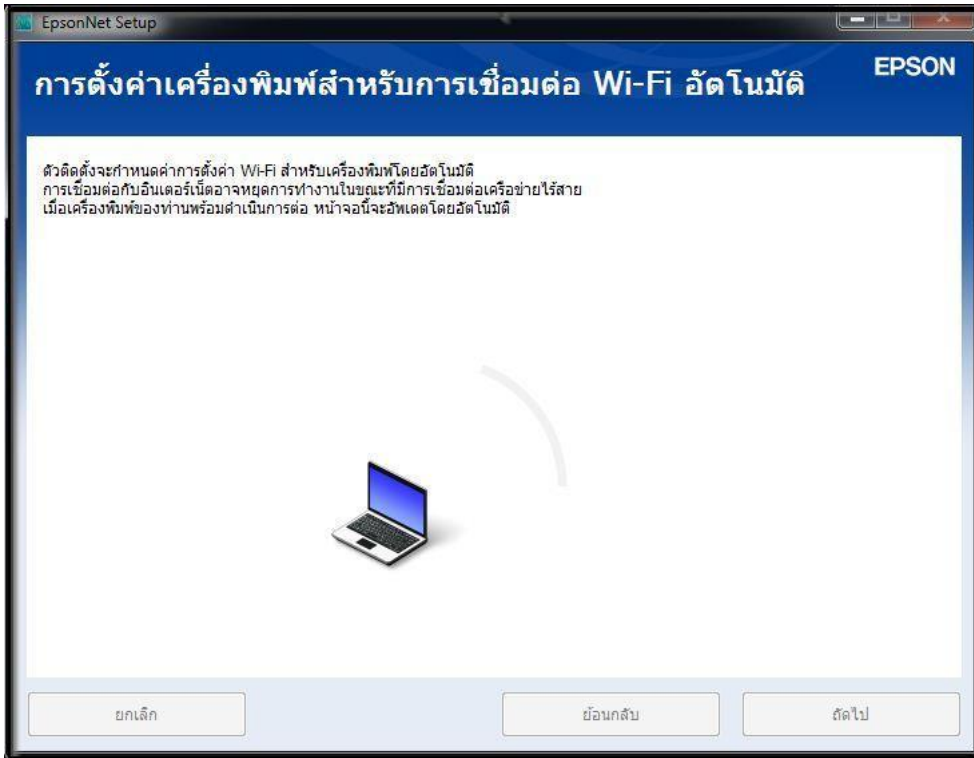 EpsonNet Setup
การตั้งค่าเครื่องพิมพ์สำหรับการเชื่อมต่อ Wi-Fi อัตโนมัติ
EPSON
ตัวติดตั้งจะกำหนดค่าการตั้งค่า Wi-Fi สำหรับเครื่องพิมพ์โดยอัตโนมัติ
การเชื่อมต่อกับอินเตอร์เน็ตอาจหยุดการทำงานในขณะที่มีการเชื่อมต่อเครือข่ายไร้สาย
เมื่อเครื่องพิมพ์ของท่านพร้อมดำเนินการต่อ หน้าจอนี้จะอัพเดตโดยอัตโนมัติ
ยกเลิก
ย้อนกลับ
ถัดไป